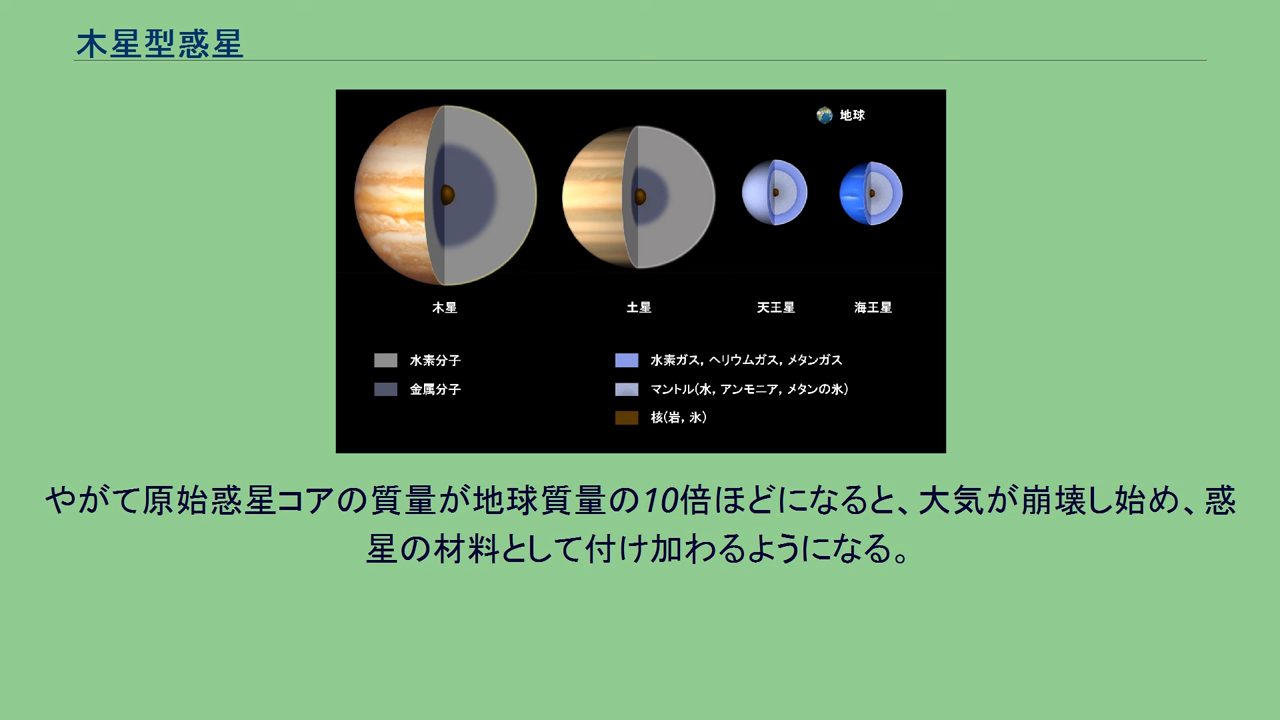 木星型惑星
地球
木星 土星 天王星 海王星
水素分子 水素ガス, ヘリウムガス, メタンガス
金属分子 マントル(水, アンモニア, メタンの氷)
核(岩, 氷)
やがて原始惑星コアの質量が地球質量の10倍ほどになると、大気が崩壊し始め、惑
星の材料として付け加わるようになる。